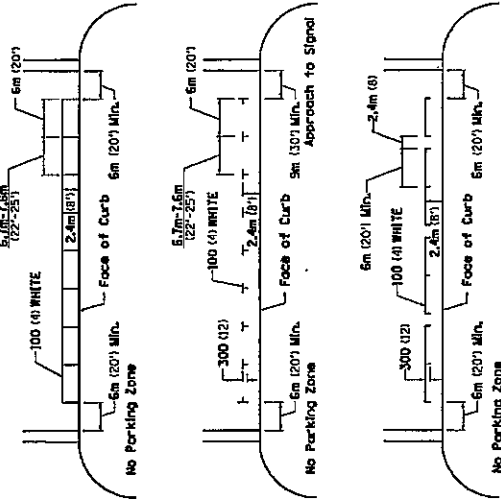 6.7m-7.6m
(22'-25')
6m (20')
100 (4) WHITE
2.4m (8')
Face of Curb
6m (20') Min.
6m (20') Min.
No Parking Zone
6.7m-7.6m
(22'-25')
6m (20')
100 (4) WHITE
300 (12)
2.4m (8')
Face of Curb
6m (20') Min.
9m (30') Min.
Approach to Signal
No Parking Zone
6m (20') Min.
2.4m (8)
100 (4) WHITE
300 (12)
2.4m (8')
Face of Curb
6m (20') Min.
6m (20') Min.
No Parking Zone